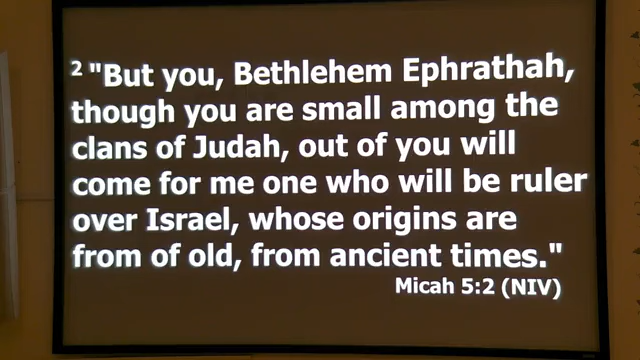 2 "But you, Bethlehem Ephrathah,
though you are small among the
clans of Judah, out of you will
come for me one who will be ruler
over Israel, whose origins are
from of old, from ancient times."
Micah 5:2 (NIV)